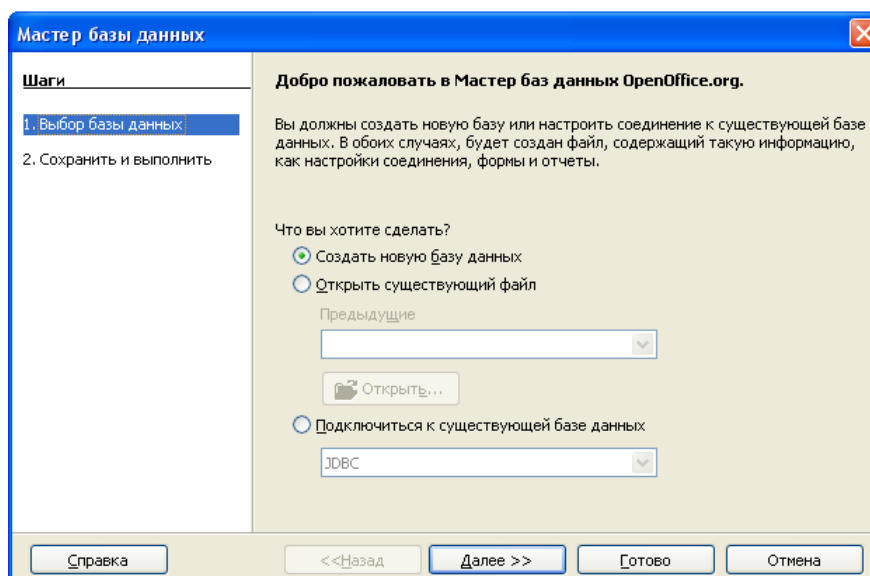 Мастер базы данных
Шаги
1. Выбор базы данных
2. Сохранить и выполнить
Добро пожаловать в Мастер баз данных OpenOffice.org.
Вы должны создать новую базу или настроить соединение к существующей базе
данных. В обоих случаях, будет создан файл, содержащий такую информацию,
как настройки соединения, формы и отчеты.
Что вы хотите сделать?
Создать новую базу данных
Открыть существующий файл
Предыдущие
Открыть...
Подключиться к существующей базе данных
JDBC
Справка
<<Назад
Далее >>
Готово
Отмена